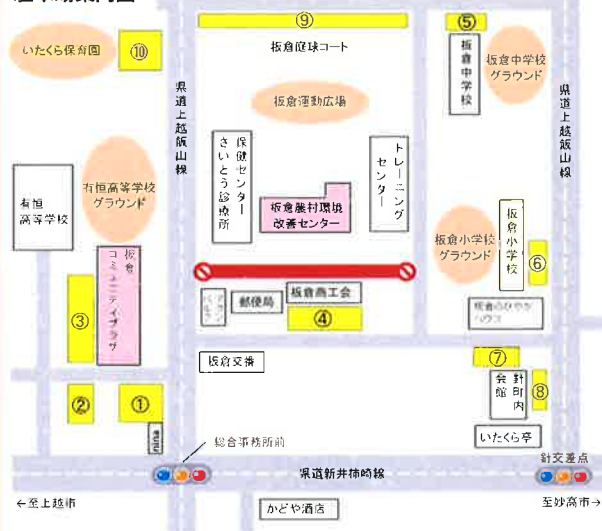 ⑨
⑤
いたくら保育園
⑩
板倉庭球コート
板倉中学校
板倉中学校
グラウンド
県道上越飯山線
県道上越飯山線
板倉運動広場
保健センター
さいとう診療所
トレーニング
センター
有恒
高等学校
有恒高等学校
グラウンド
板倉農村環境
改善センター
板倉小学校
板倉小学校
グラウンド
⑥
板倉
コミュニティプラザ
③
郵便局
板倉商工会
④
板倉のびやか
ハウス
板倉交番
⑦
②
①
nina
針町内
会館
⑧
いたくら亭
総合事務所前
針交差点
県道新井柿崎線
←至上越市
かどや酒店
至妙高市→